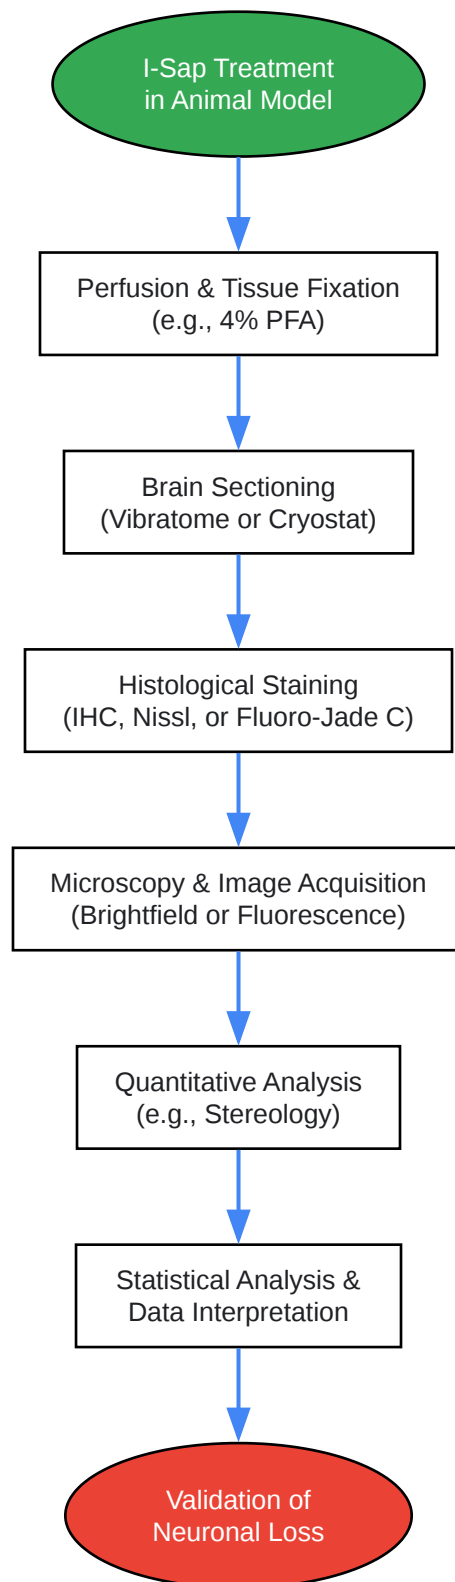 I-Sap Treatment
in Animal Model
Perfusion & Tissue Fixation
(e.g., 4% PFA)
Brain Sectioning
(Vibratome or Cryostat)
Histological Staining
(IHC, Nissl, or Fluoro-Jade C)
Microscopy & Image Acquisition
(Brightfield or Fluorescence)
Quantitative Analysis
(e.g., Stereology)
Statistical Analysis &
Data Interpretation
Validation of
Neuronal Loss